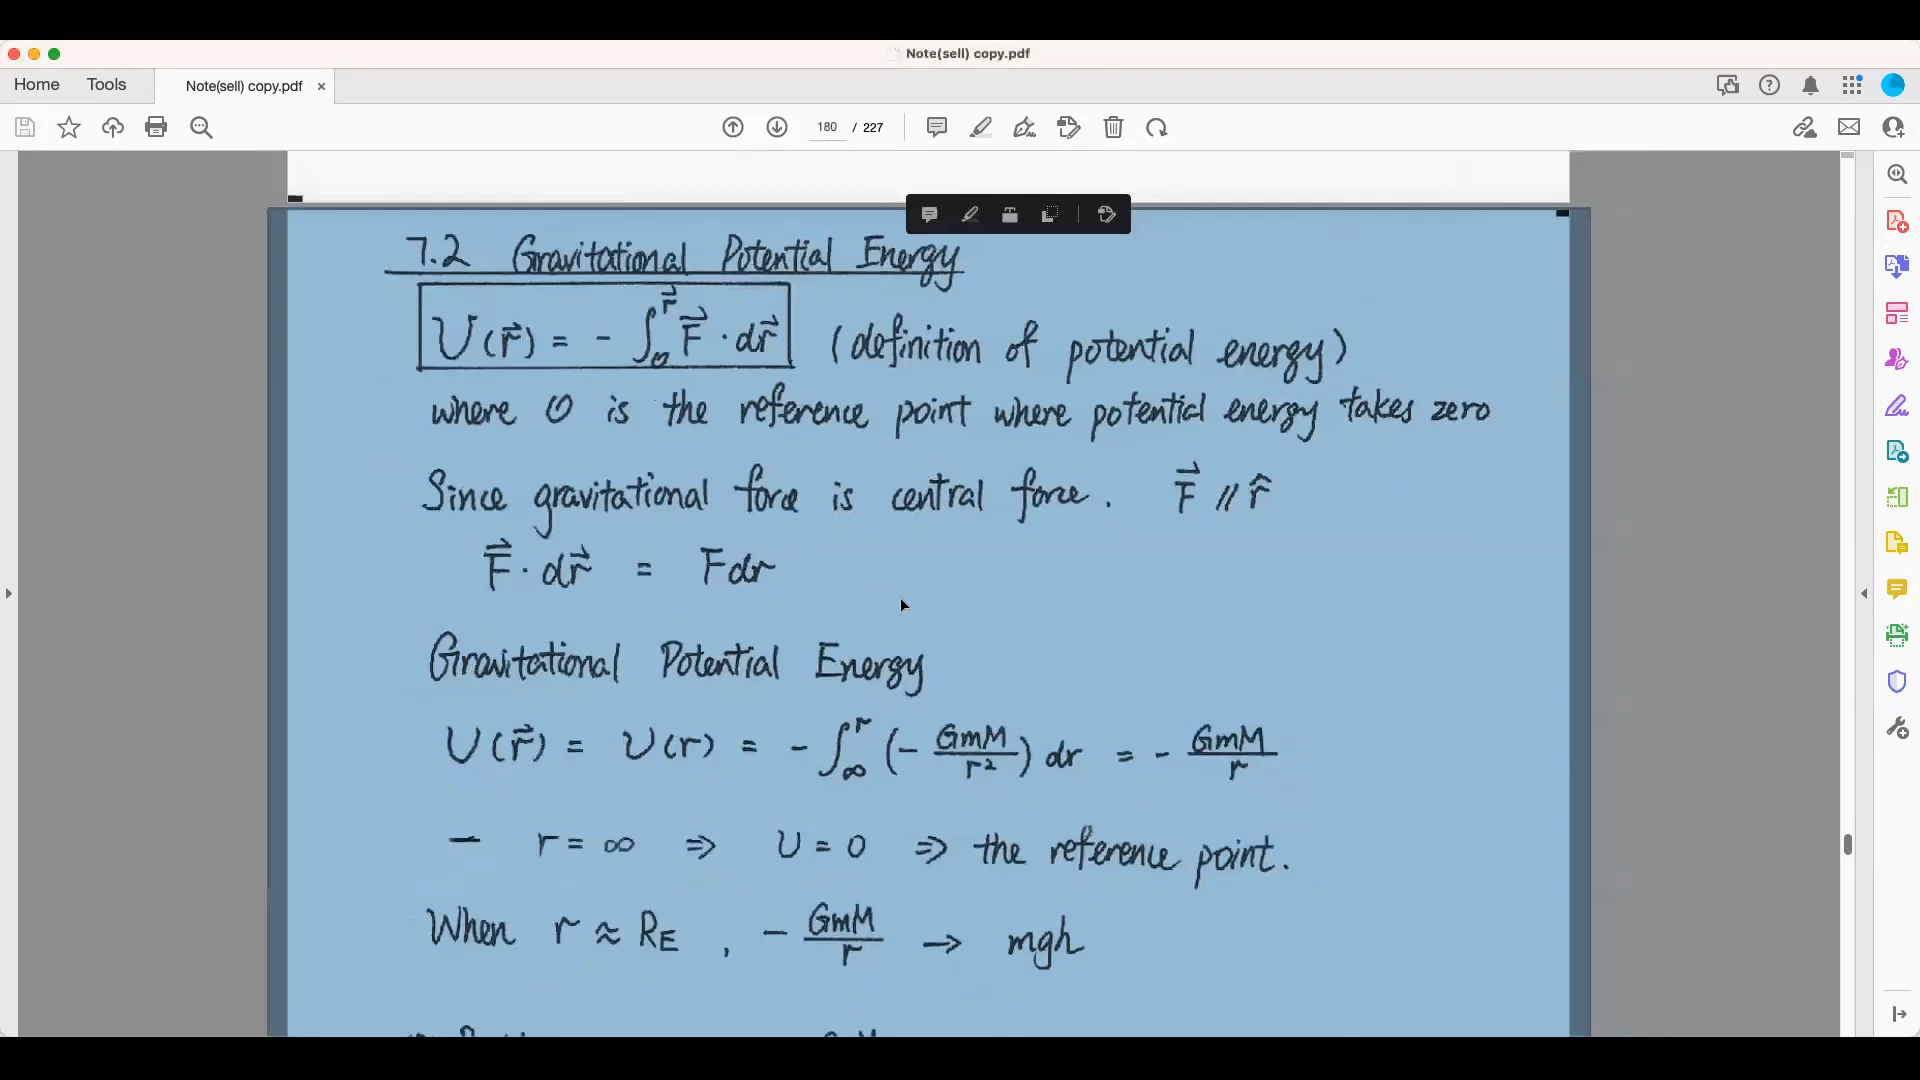 Note(sell) copy.pdf
Home Tools Note(sell) copy.pdf ×
180 / 227
7.2 Gravitational Potential Energy
U(r⃗) = - ∫_O^r⃗ F⃗ · dr⃗ (definition of potential energy)
where O is the reference point where potential energy takes zero
Since gravitational force is central force. F⃗ // r̂
F⃗ · dr⃗ = Fdr
Gravitational Potential Energy
U(r⃗) = U(r) = - ∫_∞^r (- GmM/r²) dr = - GmM/r
— r = ∞ ⇒ U = 0 ⇒ the reference point.
When r ≈ R_E , - GmM/r → mgh